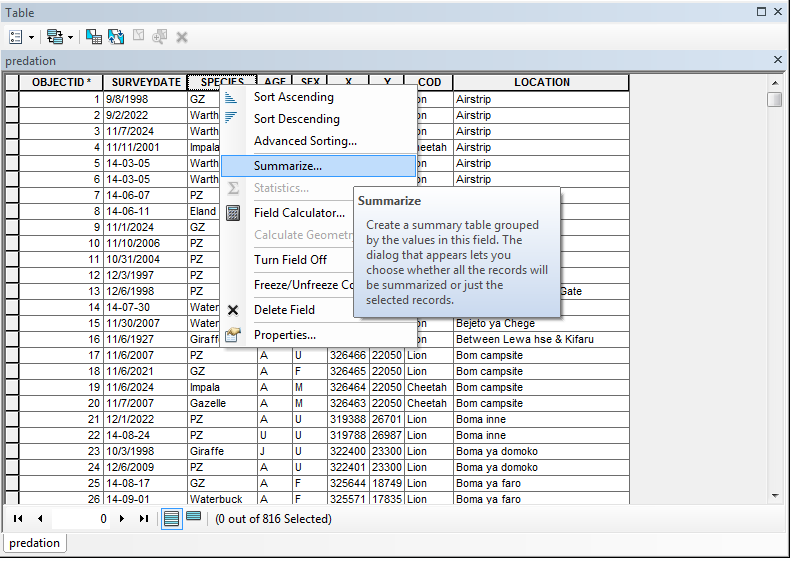 Table
predation
OBJECTID * SURVEYDATE SPECIES AGE SEX X Y COD LOCATION
1 9/8/1998 GZ on Airstrip
2 9/2/2022 Warth on Airstrip
3 11/7/2024 Warth on Airstrip
4 11/11/2001 Impala heetah Airstrip
5 14-03-05 Warth on Airstrip
6 14-03-05 Warth on Airstrip
7 14-06-07 PZ
8 14-06-11 Eland
9 11/1/2024 GZ
10 11/10/2006 PZ
11 10/31/2004 PZ
12 12/3/1997 PZ
13 12/6/1998 PZ Gate
14 14-07-30 Water
15 11/30/2007 Water on Bejeto ya Chege
16 11/6/1927 Giraff on Between Lewa hse & Kifaru
17 11/6/2007 PZ A U 326466 22050 Lion Bom campsite
18 11/6/2021 GZ A F 326465 22050 Lion Bom campsite
19 11/6/2024 Impala A M 326464 22050 Cheetah Bom campsite
20 11/7/2007 Gazelle A M 326463 22050 Cheetah Bom campsite
21 12/1/2022 PZ A U 319388 26701 Lion Boma inne
22 14-08-24 PZ U U 319788 26987 Lion Boma inne
23 10/3/1998 Giraffe J U 322400 23300 Lion Boma ya domoko
24 12/6/2009 PZ A U 322401 23300 Lion Boma ya domoko
25 14-08-17 GZ A F 325644 18749 Lion Boma ya faro
26 14-09-01 Waterbuck A F 325571 17835 Lion Boma ya faro
Sort Ascending
Sort Descending
Advanced Sorting...
Summarize...
Statistics...
Field Calculator...
Calculate Geometr
Turn Field Off
Freeze/Unfreeze Co
Delete Field
Properties...
Summarize
Create a summary table grouped
by the values in this field. The
dialog that appears lets you
choose whether all the records will
be summarized or just the
selected records.
0 (0 out of 816 Selected)
predation